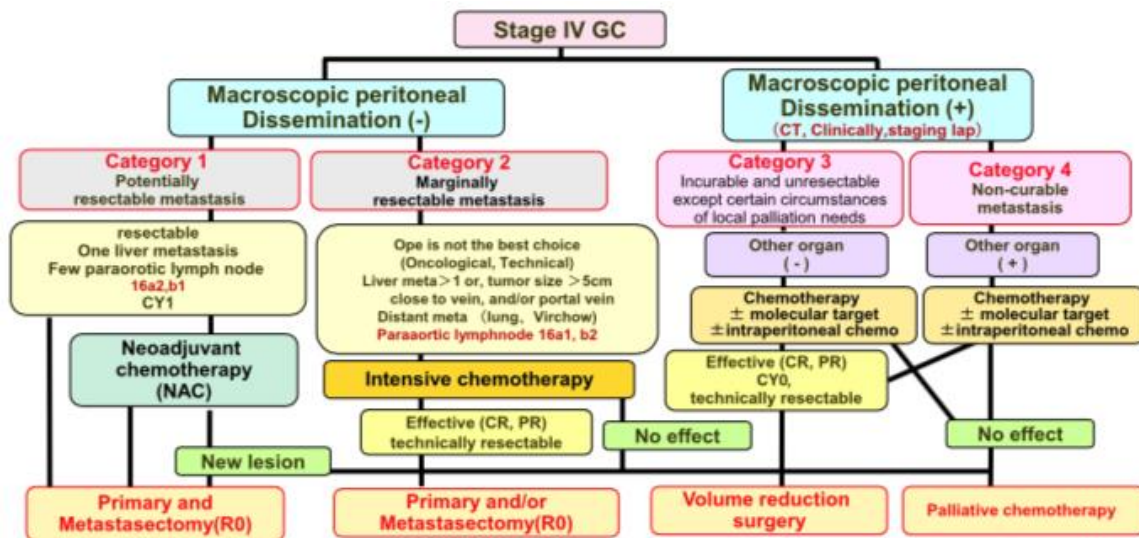 Stage IV GC
Macroscopic peritoneal
Dissemination (-)
Macroscopic peritoneal
Dissemination (+)
(CT, Clinically,staging lap)
Category 1
Potentially
resectable metastasis
Category 2
Marginally
resectable metastasis
Category 3
Incurable and unresectable
except certain circumstances
of local palliation needs
Category 4
Non-curable
metastasis
resectable
One liver metastasis
Few paraorotic lymph node
16a2,b1
CY1
Ope is not the best choice
(Oncological, Technical)
Liver meta>1 or, tumor size >5cm
close to vein, and/or portal vein
Distant meta (lung, Virchow)
Paraaortic lymphnode 16a1, b2
Other organ
(-)
Other organ
(+)
Chemotherapy
± molecular target
±intraperitoneal chemo
Chemotherapy
± molecular target
±intraperitoneal chemo
Neoadjuvant
chemotherapy
(NAC)
Intensive chemotherapy
Effective (CR, PR)
CY0,
technically resectable
Effective (CR, PR)
technically resectable
No effect
No effect
New lesion
Primary and
Metastasectomy(R0)
Primary and/or
Metastasectomy(R0)
Volume reduction
surgery
Palliative chemotherapy